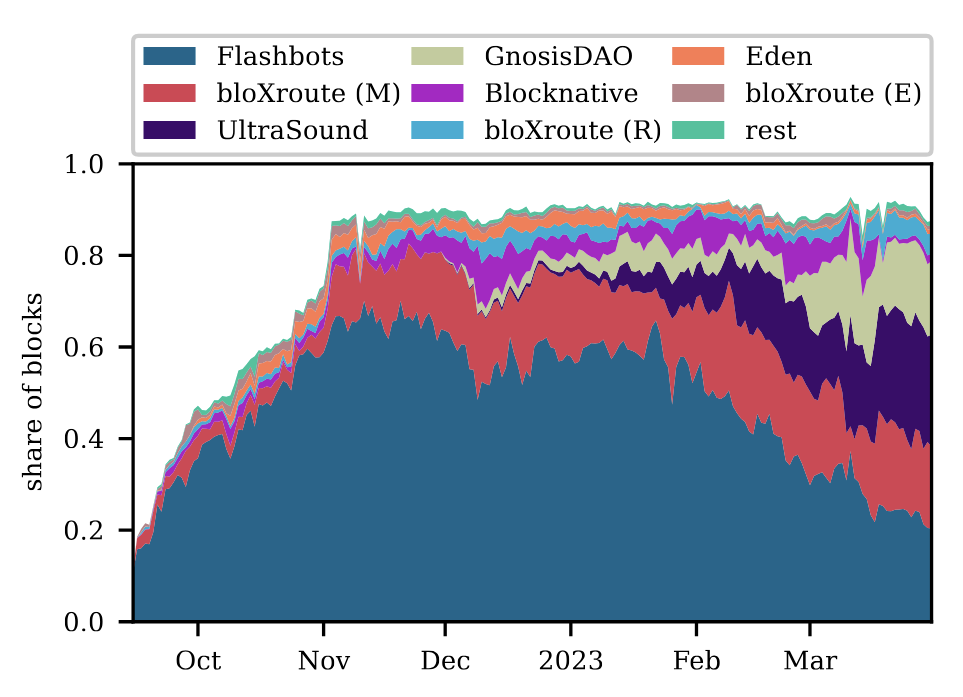 Flashbots GnosisDAO Eden
bloXroute (M) Blocknative bloXroute (E)
UltraSound bloXroute (R) rest
1.0
0.8
0.6
0.4
0.2
0.0
share of blocks
Oct Nov Dec 2023 Feb Mar